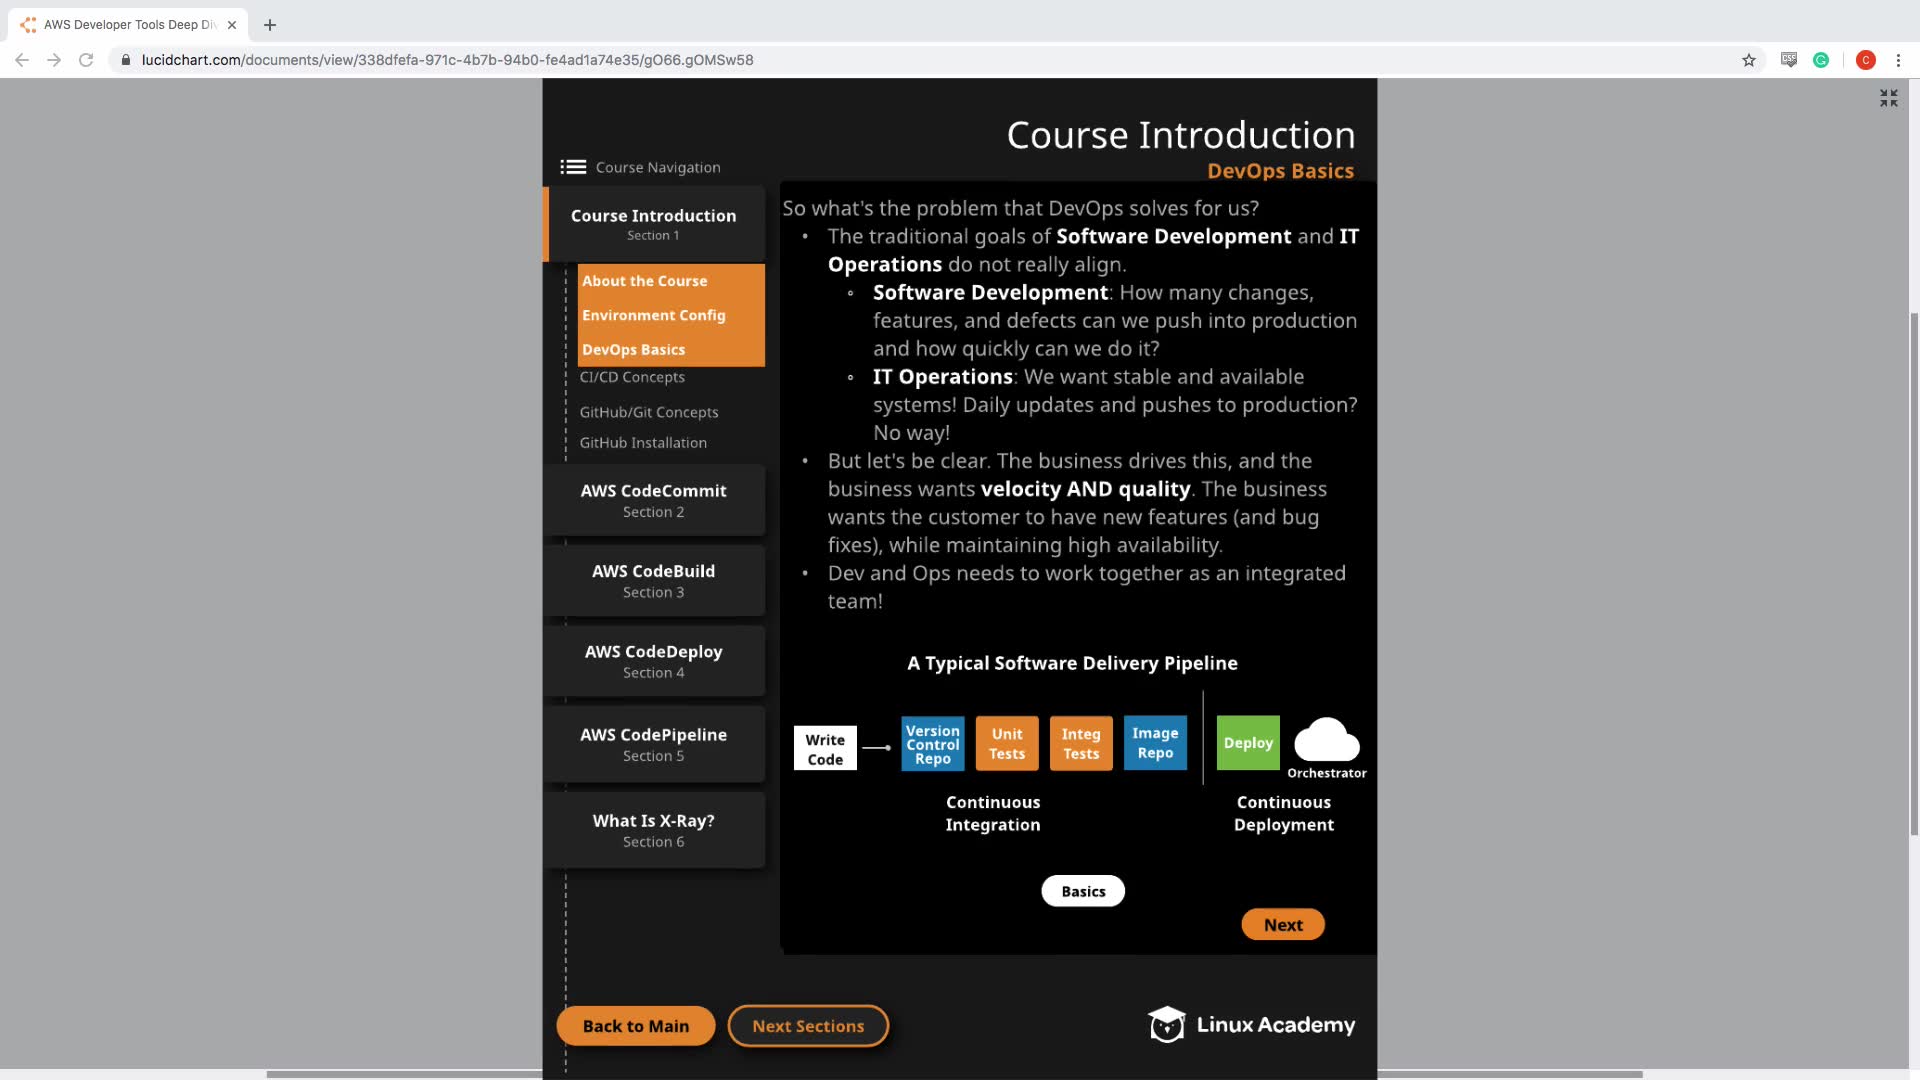 AWS Developer Tools Deep Div
lucidchart.com/documents/view/338dfefa-971c-4b7b-94b0-fe4ad1a74e35/gO66.gOMSw58
CSS
C
Course Introduction
DevOps Basics
Course Navigation
Course Introduction
Section 1
About the Course
Environment Config
DevOps Basics
CI/CD Concepts
GitHub/Git Concepts
GitHub Installation
AWS CodeCommit
Section 2
AWS CodeBuild
Section 3
AWS CodeDeploy
Section 4
AWS CodePipeline
Section 5
What Is X-Ray?
Section 6
So what's the problem that DevOps solves for us?
• The traditional goals of Software Development and IT
Operations do not really align.
◦ Software Development: How many changes,
features, and defects can we push into production
and how quickly can we do it?
◦ IT Operations: We want stable and available
systems! Daily updates and pushes to production?
No way!
• But let's be clear. The business drives this, and the
business wants velocity AND quality. The business
wants the customer to have new features (and bug
fixes), while maintaining high availability.
• Dev and Ops needs to work together as an integrated
team!
A Typical Software Delivery Pipeline
Write
Code
Version
Control
Repo
Unit
Tests
Integ
Tests
Image
Repo
Deploy
Orchestrator
Continuous
Integration
Continuous
Deployment
Basics
Next
Back to Main
Next Sections
Linux Academy